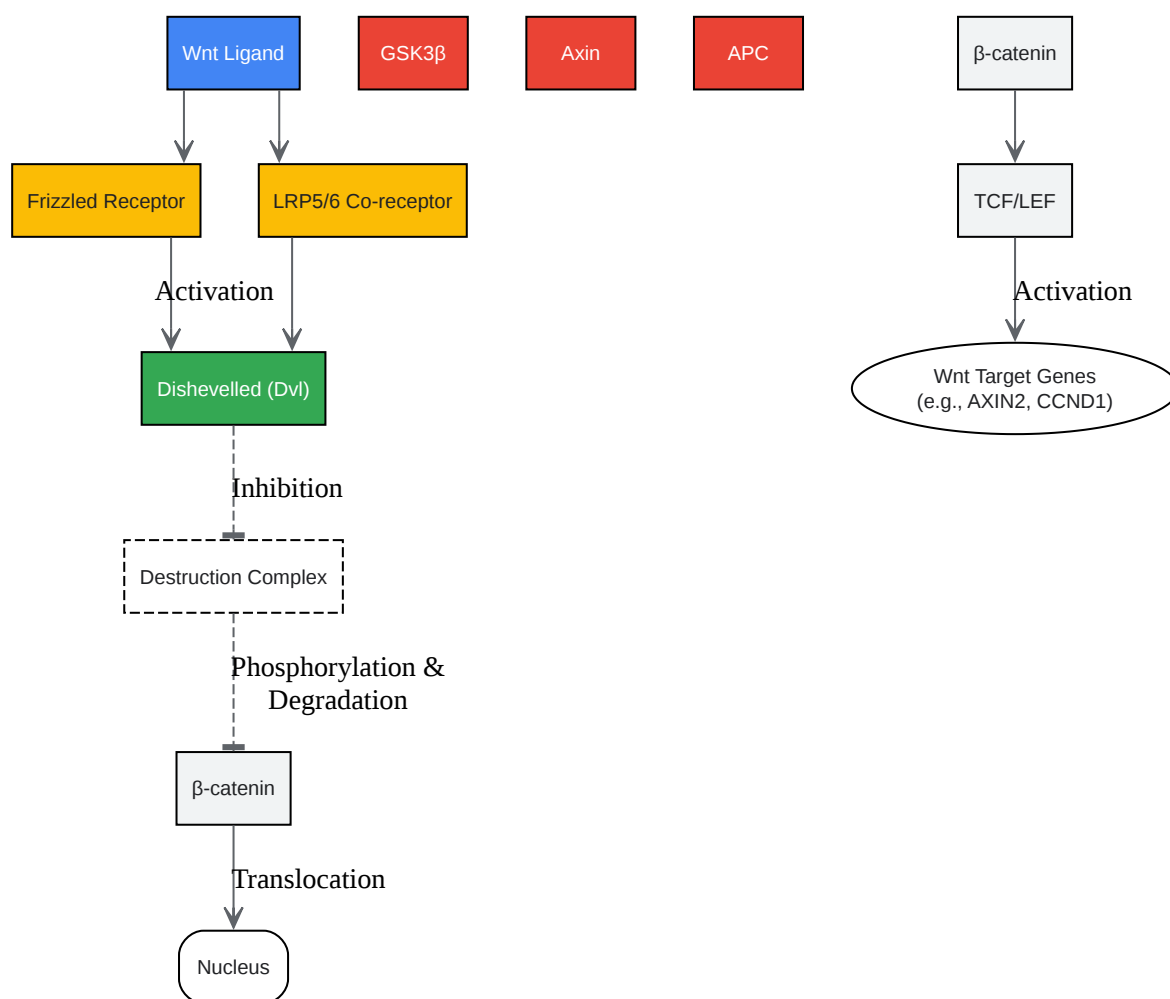 Wnt Ligand
GSK3β
Axin
APC
β-catenin
Frizzled Receptor
LRP5/6 Co-receptor
TCF/LEF
Activation
Activation
Dishevelled (Dvl)
Wnt Target Genes
(e.g., AXIN2, CCND1)
Inhibition
Destruction Complex
Phosphorylation &
Degradation
β-catenin
Translocation
Nucleus